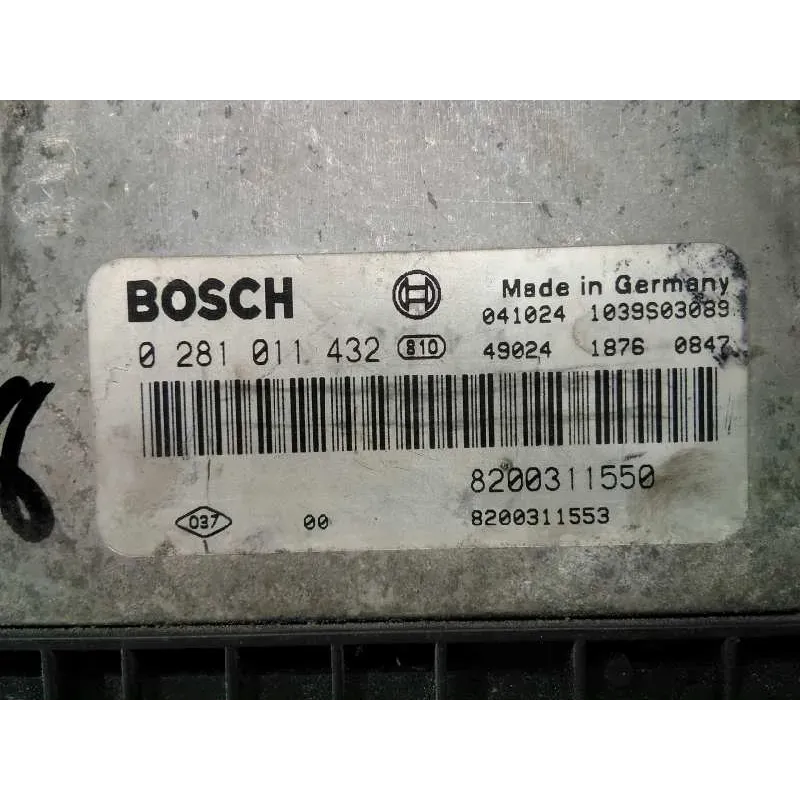 BOSCH
Made in Germany
041024 1039S03089
0 281 011 432 810 49024 1876 0847
8200311550
037 00 8200311553